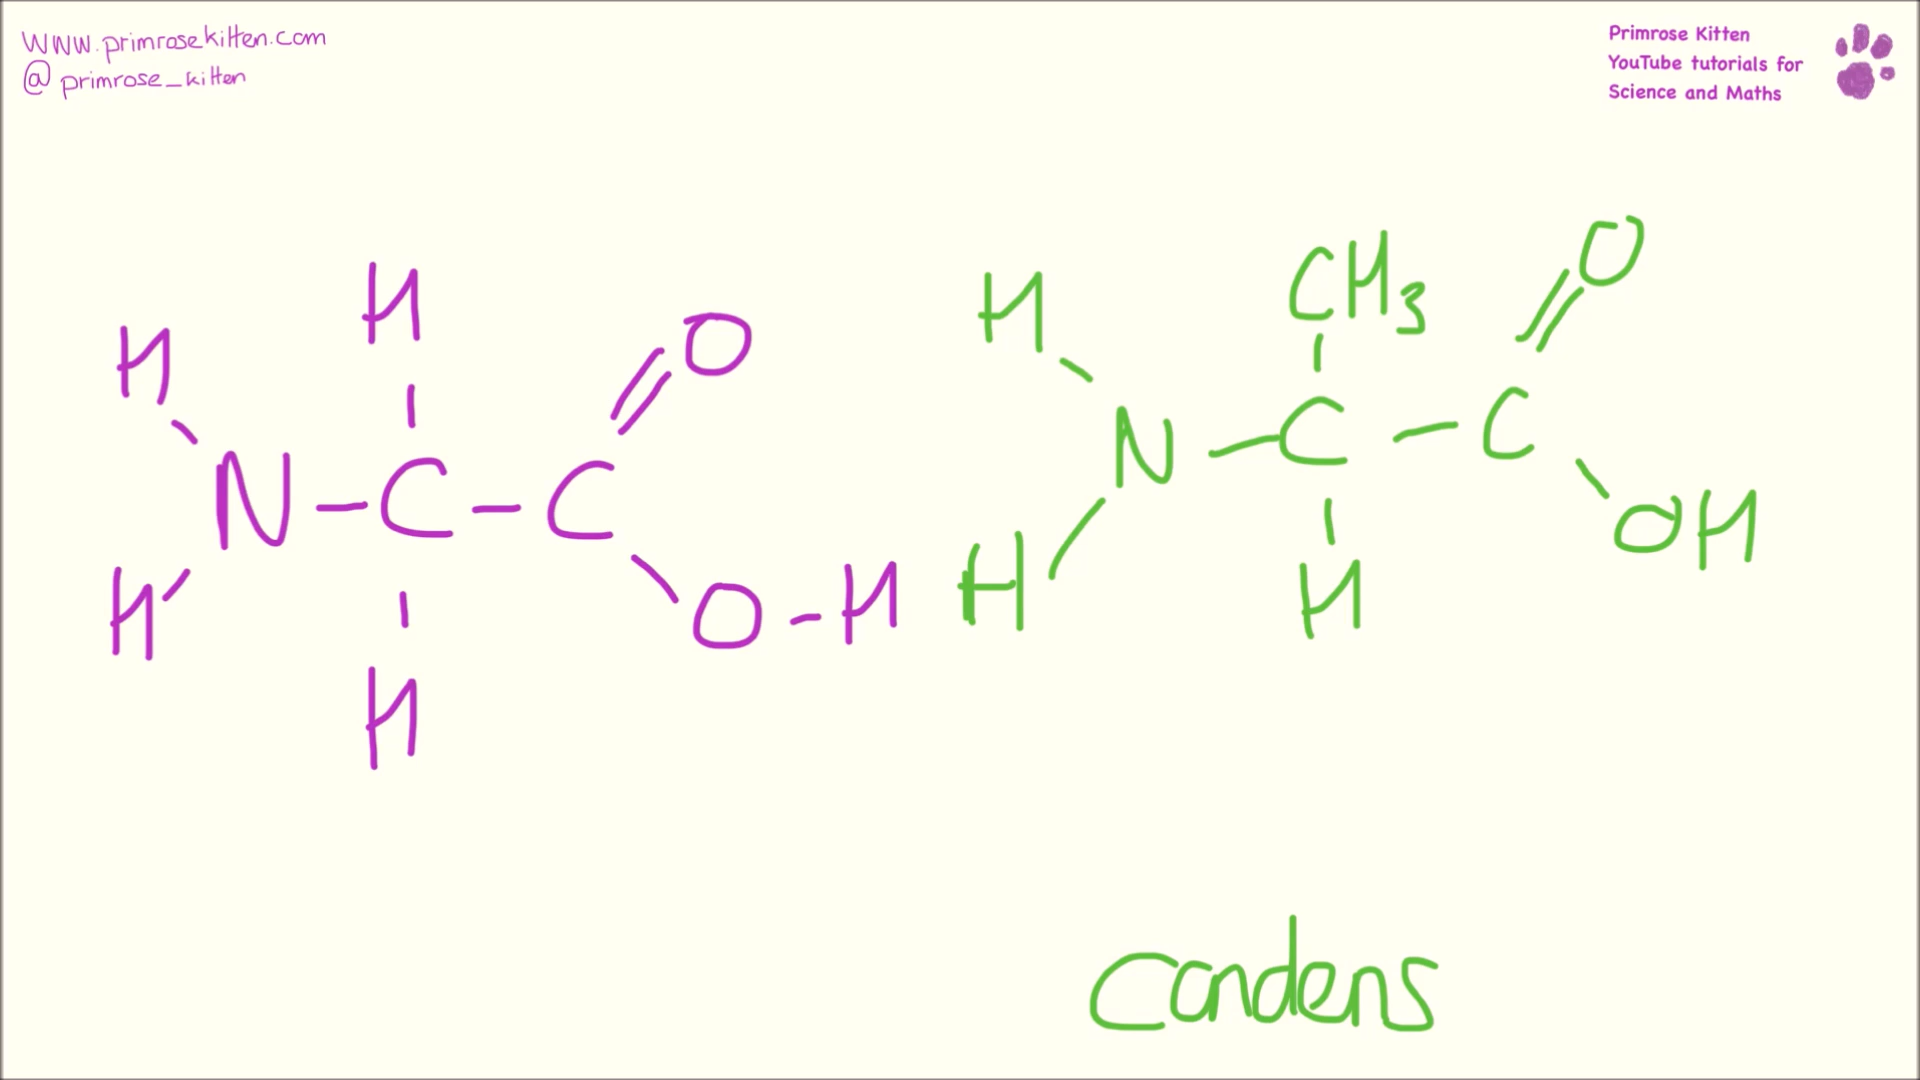 www.primrosekitten.com
@primrose_kitten
Primrose Kitten
YouTube tutorials for
Science and Maths
H
H
N - C - C
O
O - H
H
H
H
CH3
O
N - C - C
OH
H
H
Condens